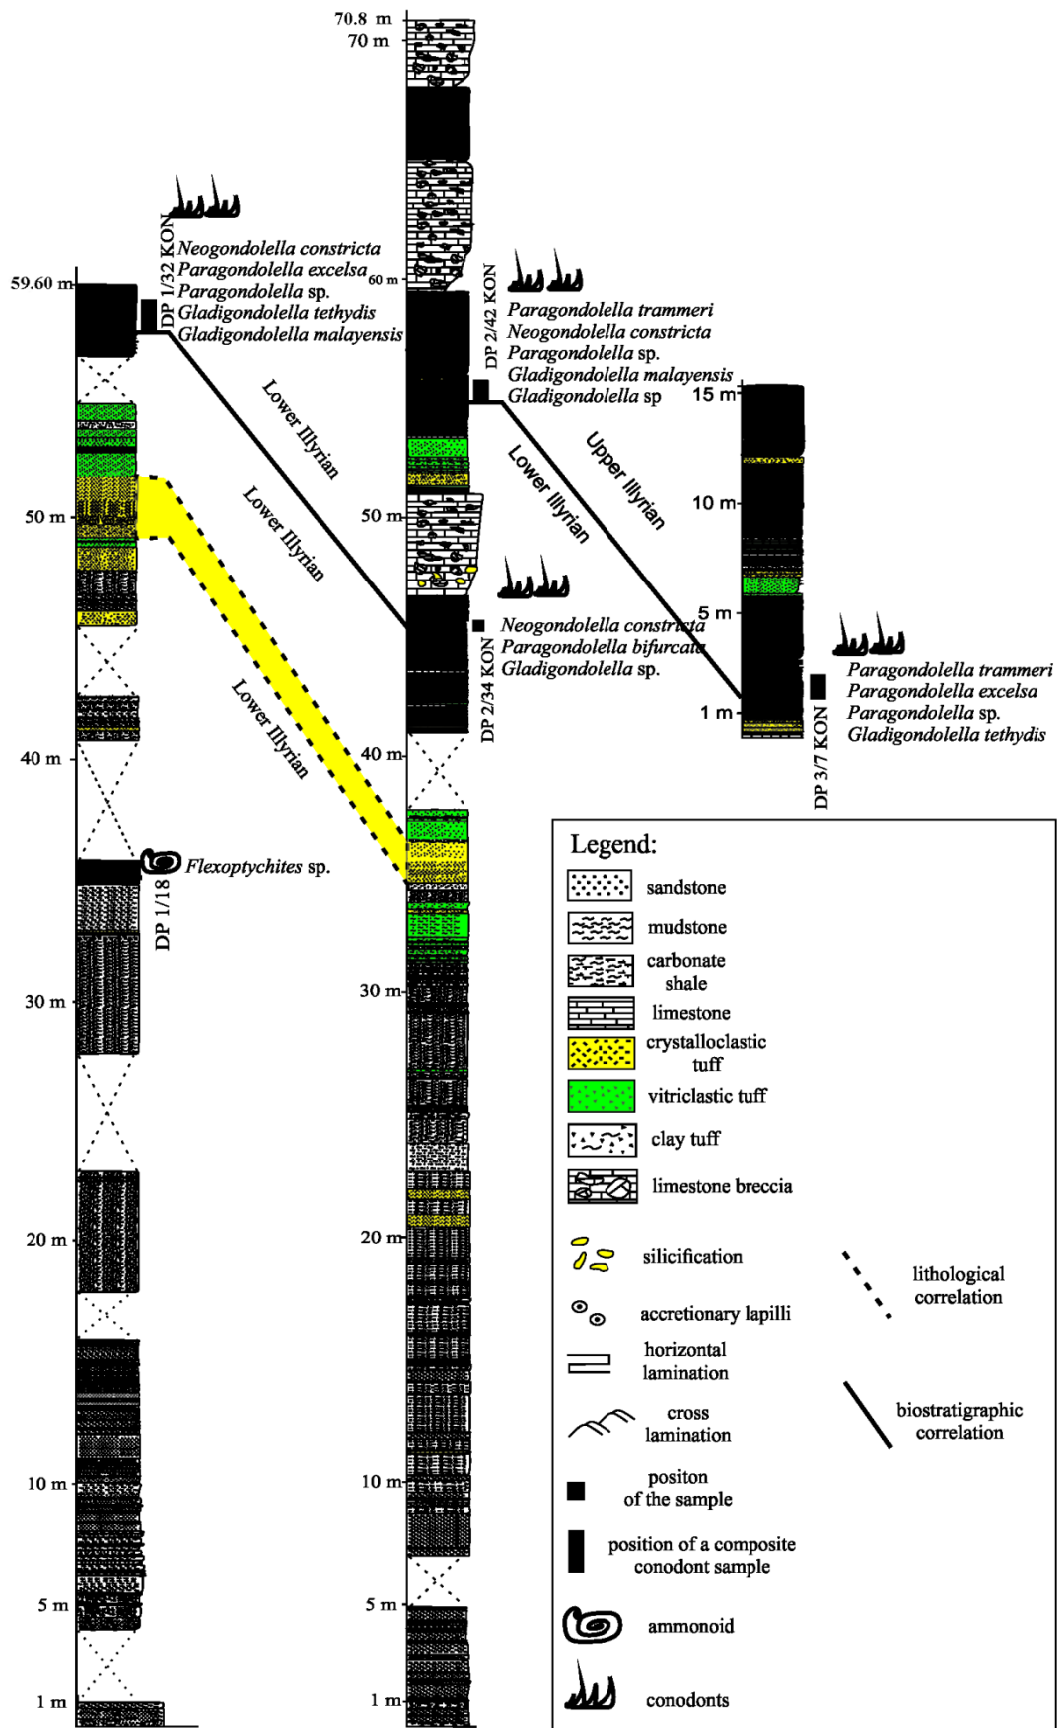 59.60 m
50 m
40 m
30 m
20 m
10 m
5 m
1 m
DP 1/32 KON
Neogondolella constricta
Paragondolella excelsa
Paragondolella sp.
Gladigondolella tethydis
Gladigondolella malayensis
DP 1/18
Flexoptychites sp.
Lower Illyrian
Lower Illyrian
Lower Illyrian
70.8 m
70 m
60 m
50 m
40 m
30 m
20 m
10 m
5 m
1 m
DP 2/42 KON
Paragondolella trammeri
Neogondolella constricta
Paragondolella sp.
Gladigondolella malayensis
Gladigondolella sp
DP 2/34 KON
Neogondolella constricta
Paragondolella bifurcata
Gladigondolella sp.
Upper Illyrian
Lower Illyrian
15 m
10 m
5 m
1 m
DP 3/7 KON
Paragondolella trammeri
Paragondolella excelsa
Paragondolella sp.
Gladigondolella tethydis
Legend:
sandstone
mudstone
carbonate
shale
limestone
crystalloclastic
tuff
vitriclastic tuff
clay tuff
limestone breccia
silicification
accretionary lapilli
horizontal
lamination
cross
lamination
positon
of the sample
position of a composite
conodont sample
ammonoid
conodonts
lithological
correlation
biostratigraphic
correlation